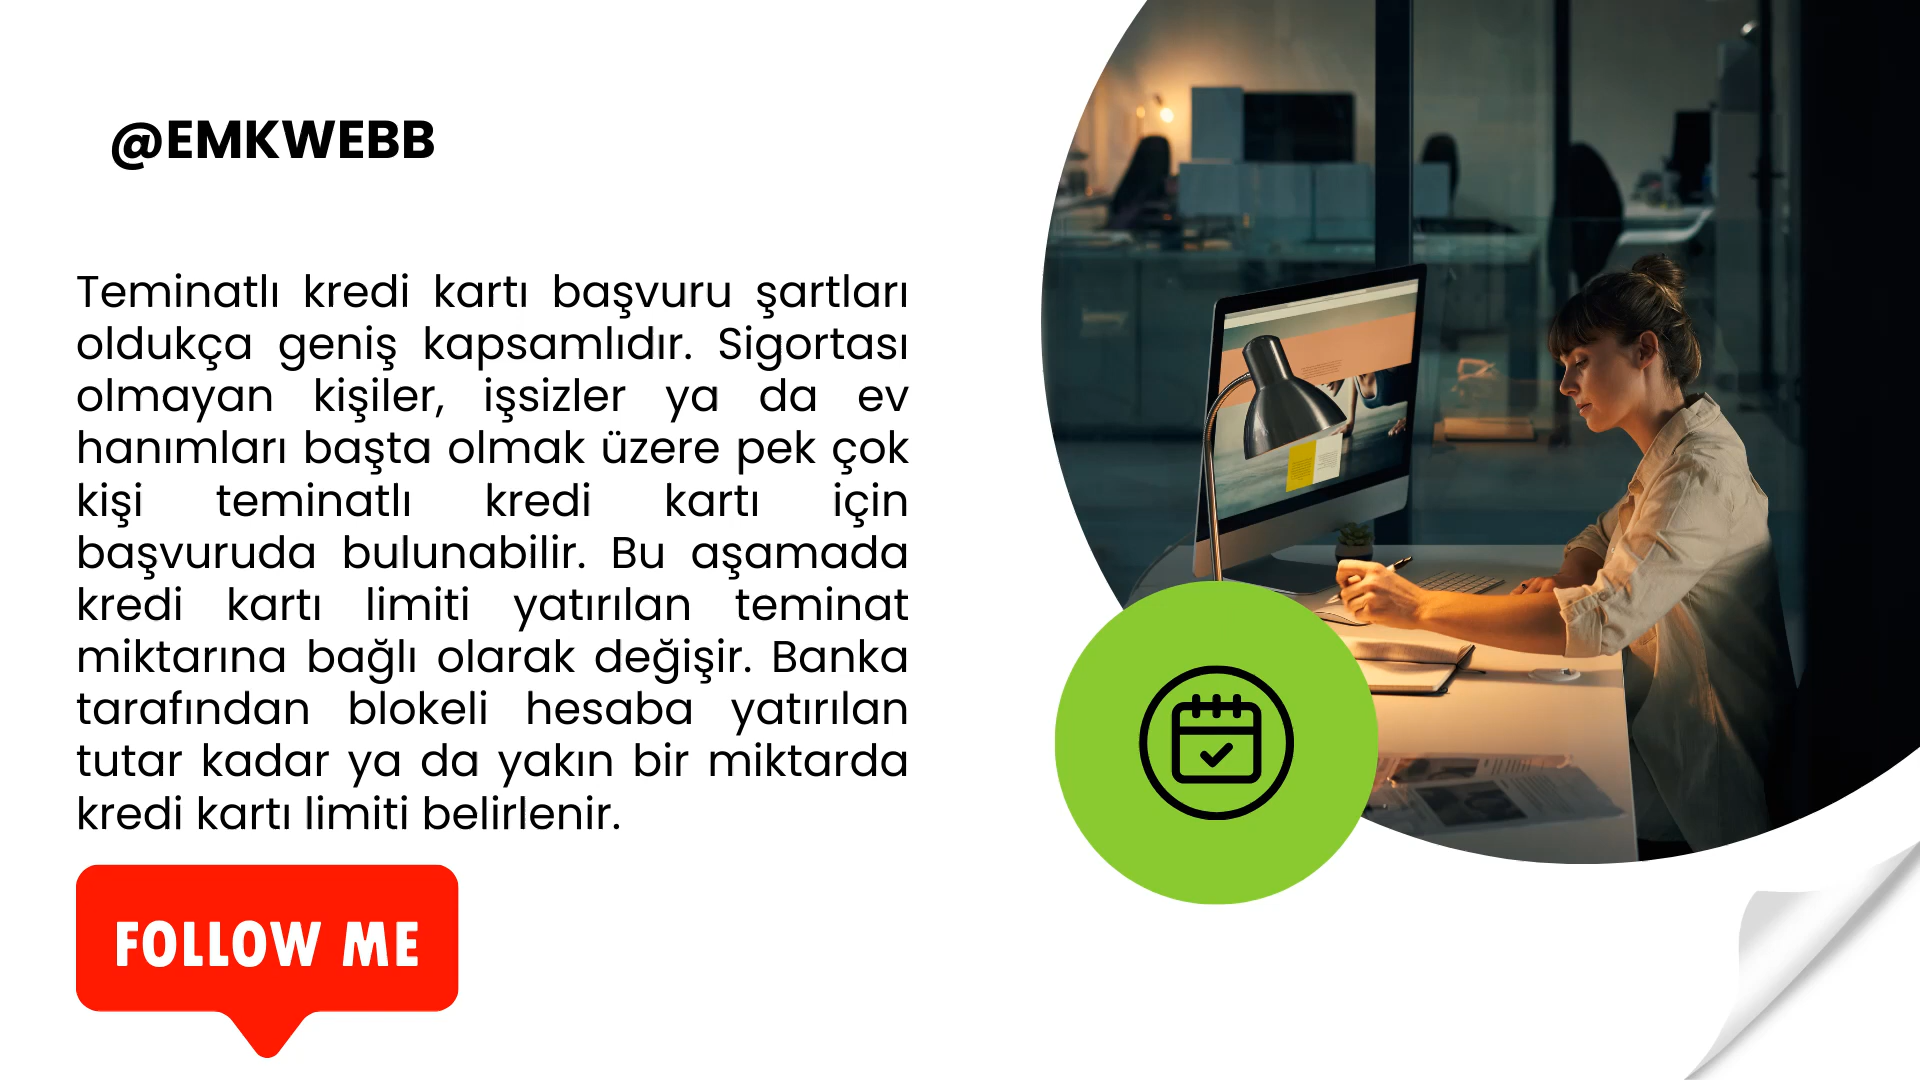 @EMKWEBB
Teminatlı kredi kartı başvuru şartları
oldukça geniş kapsamlıdır. Sigortası
olmayan kişiler, işsizler ya da ev
hanımları başta olmak üzere pek çok
kişi teminatlı kredi kartı için
başvuruda bulunabilir. Bu aşamada
kredi kartı limiti yatırılan teminat
miktarına bağlı olarak değişir. Banka
tarafından blokeli hesaba yatırılan
tutar kadar ya da yakın bir miktarda
kredi kartı limiti belirlenir.
FOLLOW ME